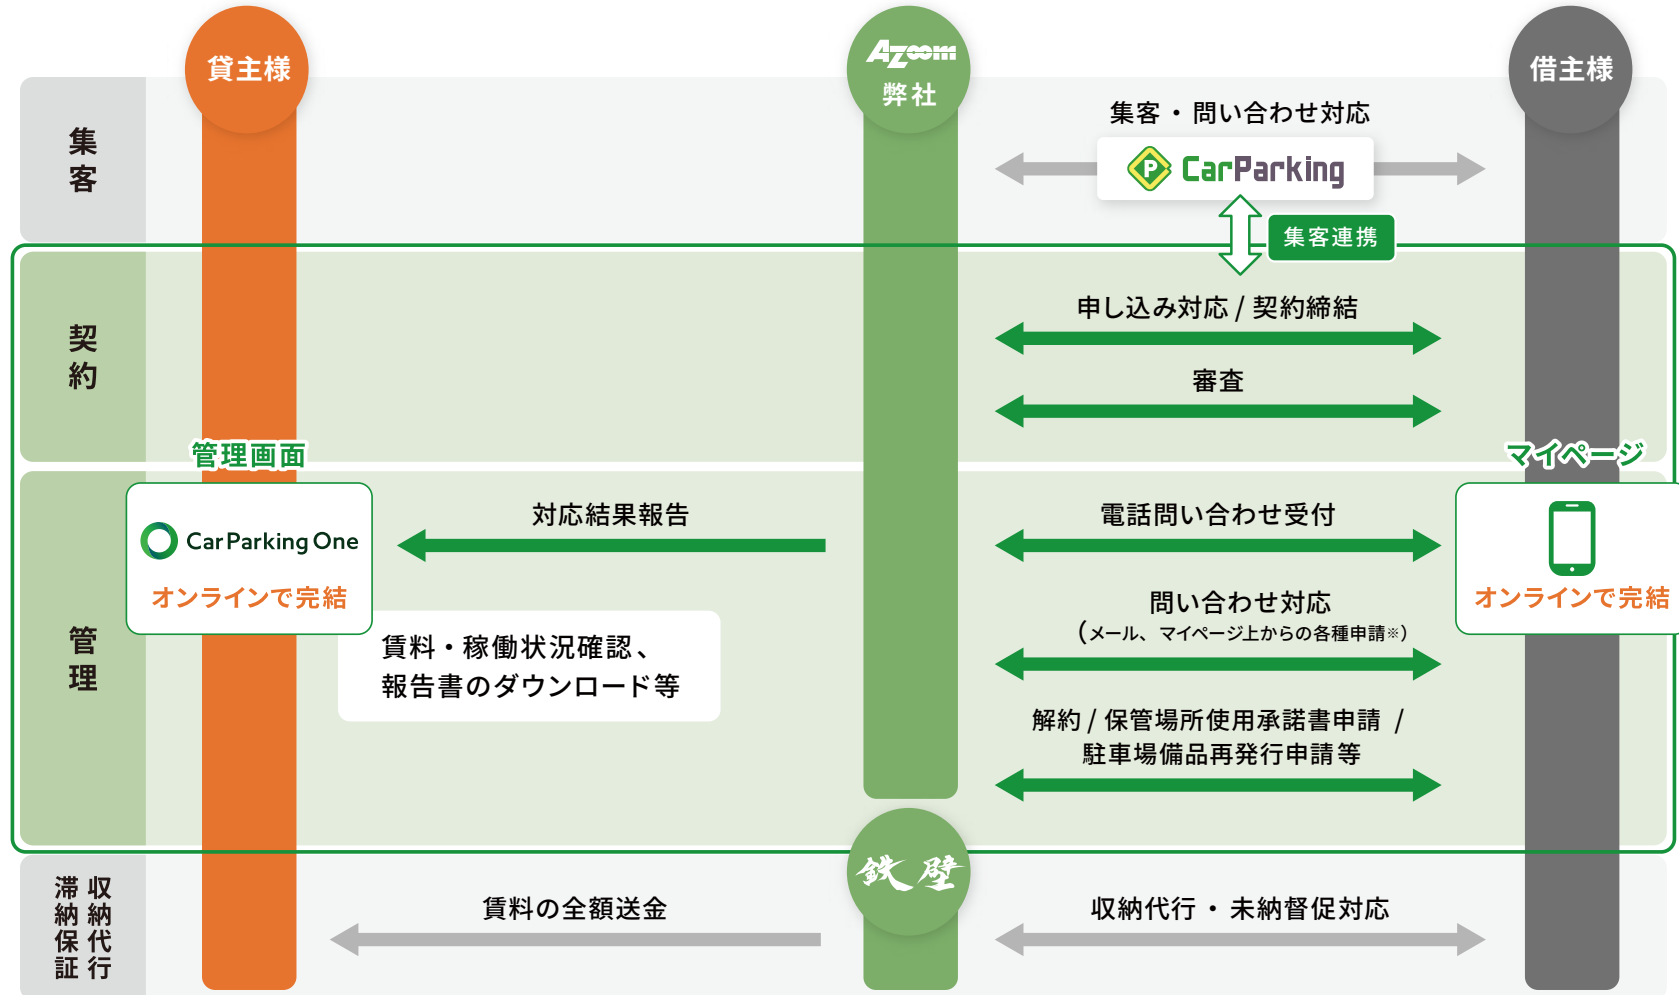 貸主様
Azoom
弊社
借主様
集客
集客・問い合わせ対応
P CarParking
集客連携
契約
申し込み対応 / 契約締結
審査
管理画面
CarParking One
オンラインで完結
マイページ
オンラインで完結
管理
対応結果報告
賃料・稼働状況確認、
報告書のダウンロード等
電話問い合わせ受付
問い合わせ対応
(メール、マイページ上からの各種申請※)
解約 / 保管場所使用承諾書申請 /
駐車場備品再発行申請等
鉄壁
収納代行
滞納保証
賃料の全額送金
収納代行・未納督促対応